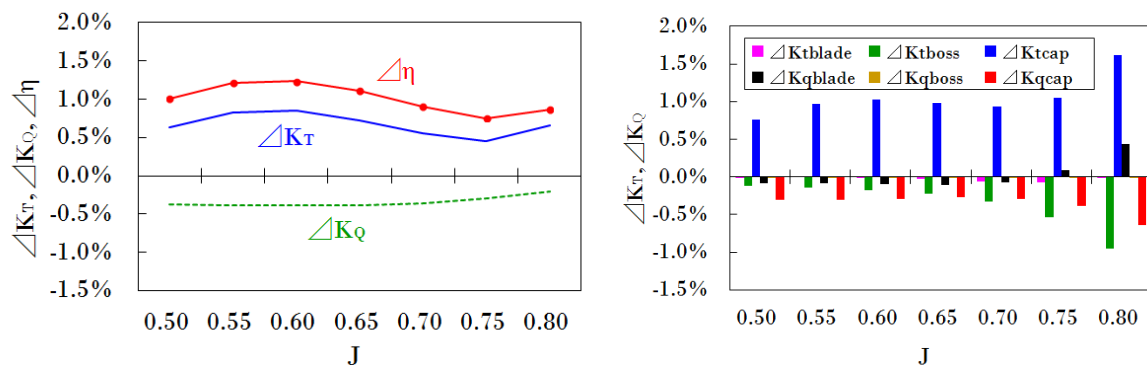 2.0%
1.5%
1.0%
0.5%
0.0%
-0.5%
-1.0%
-1.5%
⊿KT, ⊿KQ, ⊿η
⊿η
⊿KT
⊿KQ
0.50 0.55 0.60 0.65 0.70 0.75 0.80
J
2.0%
1.5%
1.0%
0.5%
0.0%
-0.5%
-1.0%
-1.5%
⊿KT, ⊿KQ
⊿Ktblade ⊿Ktboss ⊿Ktcap
⊿Kqblade ⊿Kqboss ⊿Kqcap
0.50 0.55 0.60 0.65 0.70 0.75 0.80
J